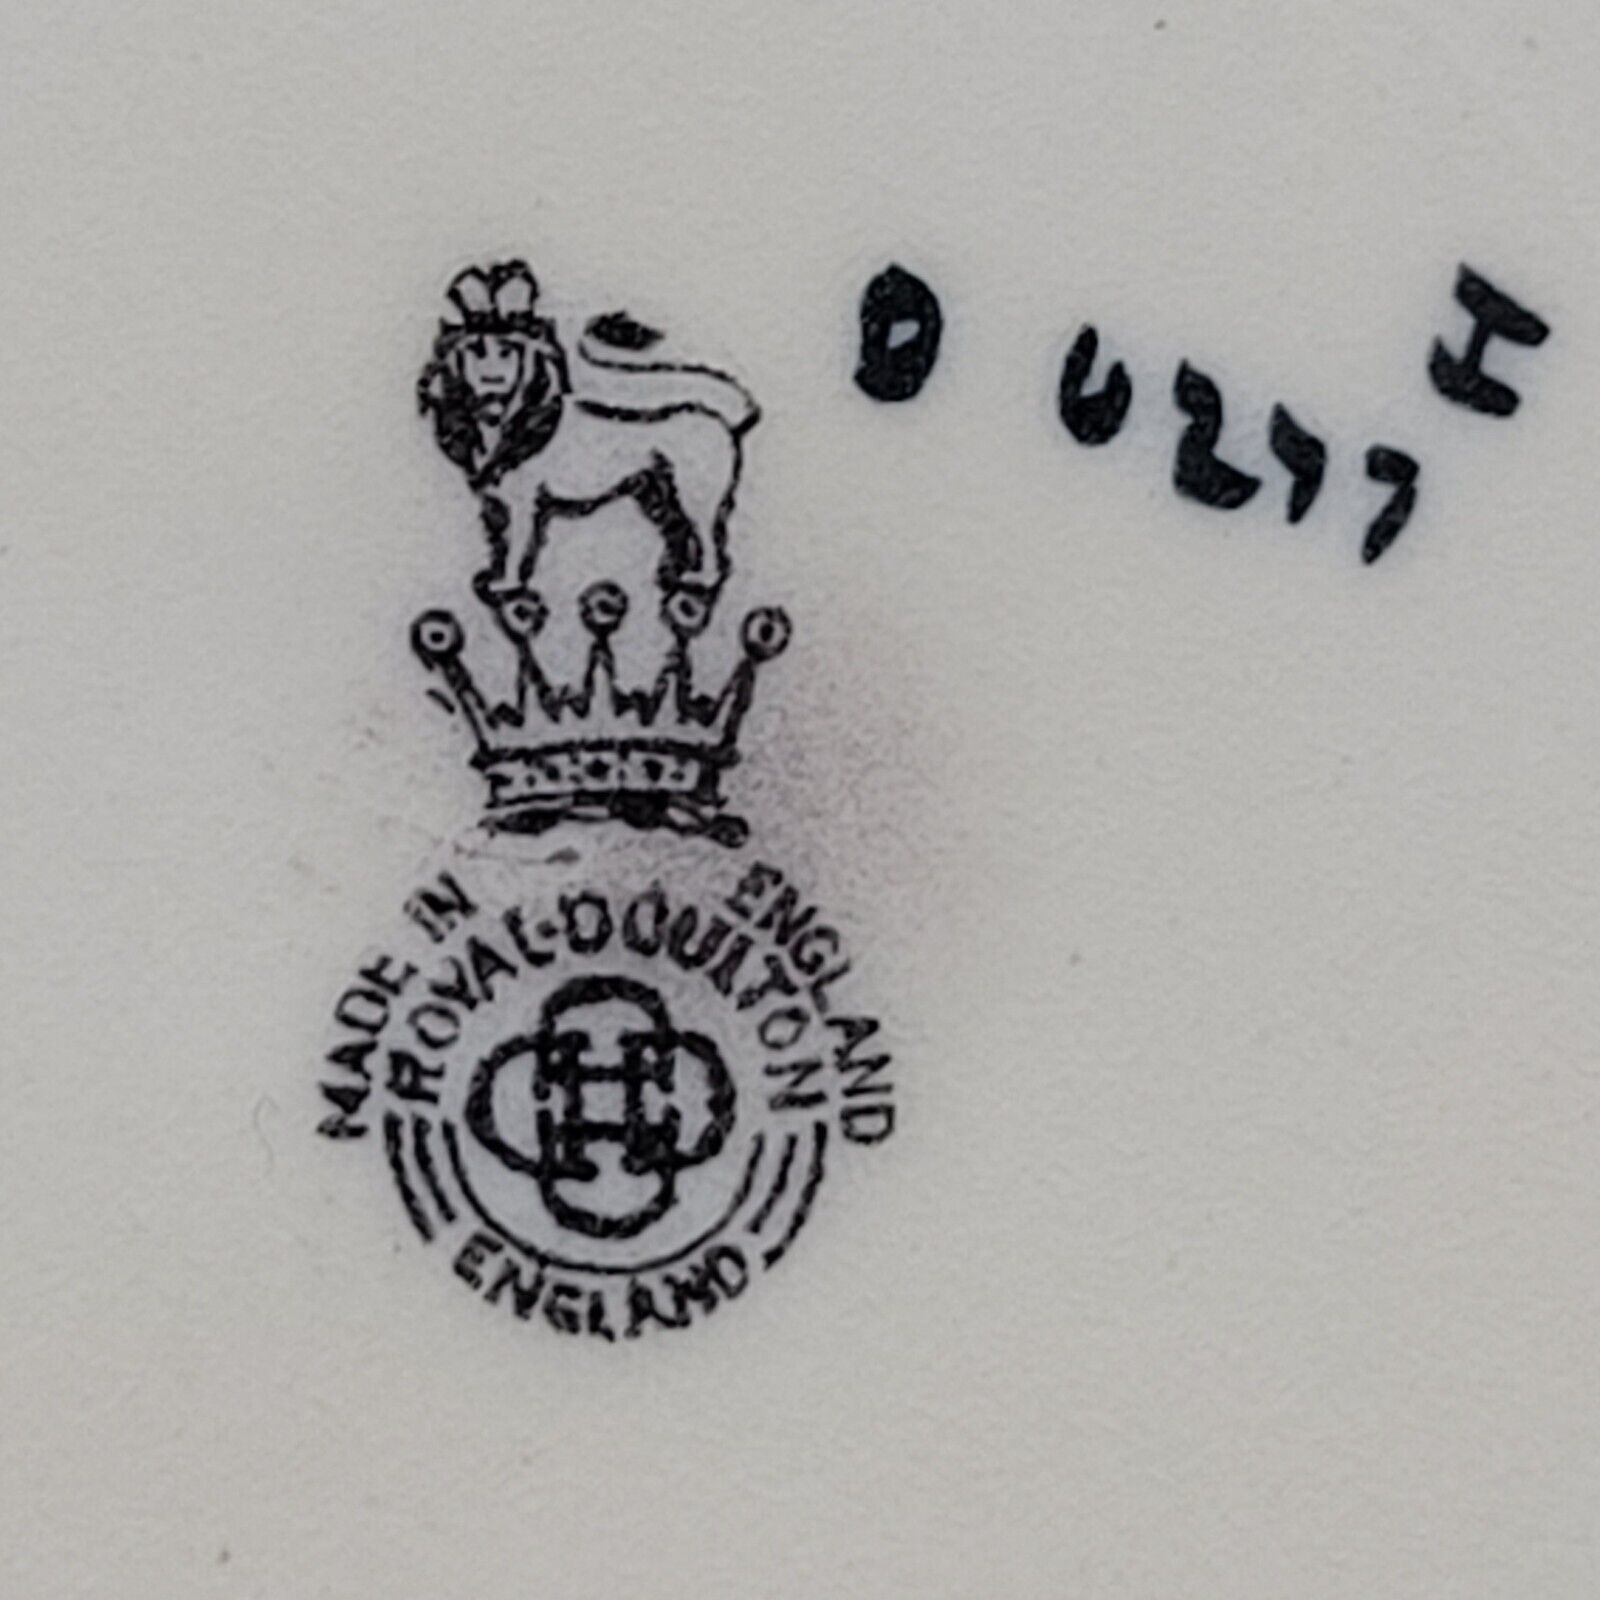 D 6277 H
MADE IN ENGLAND
ROYAL·DOULTON
ENGLAND